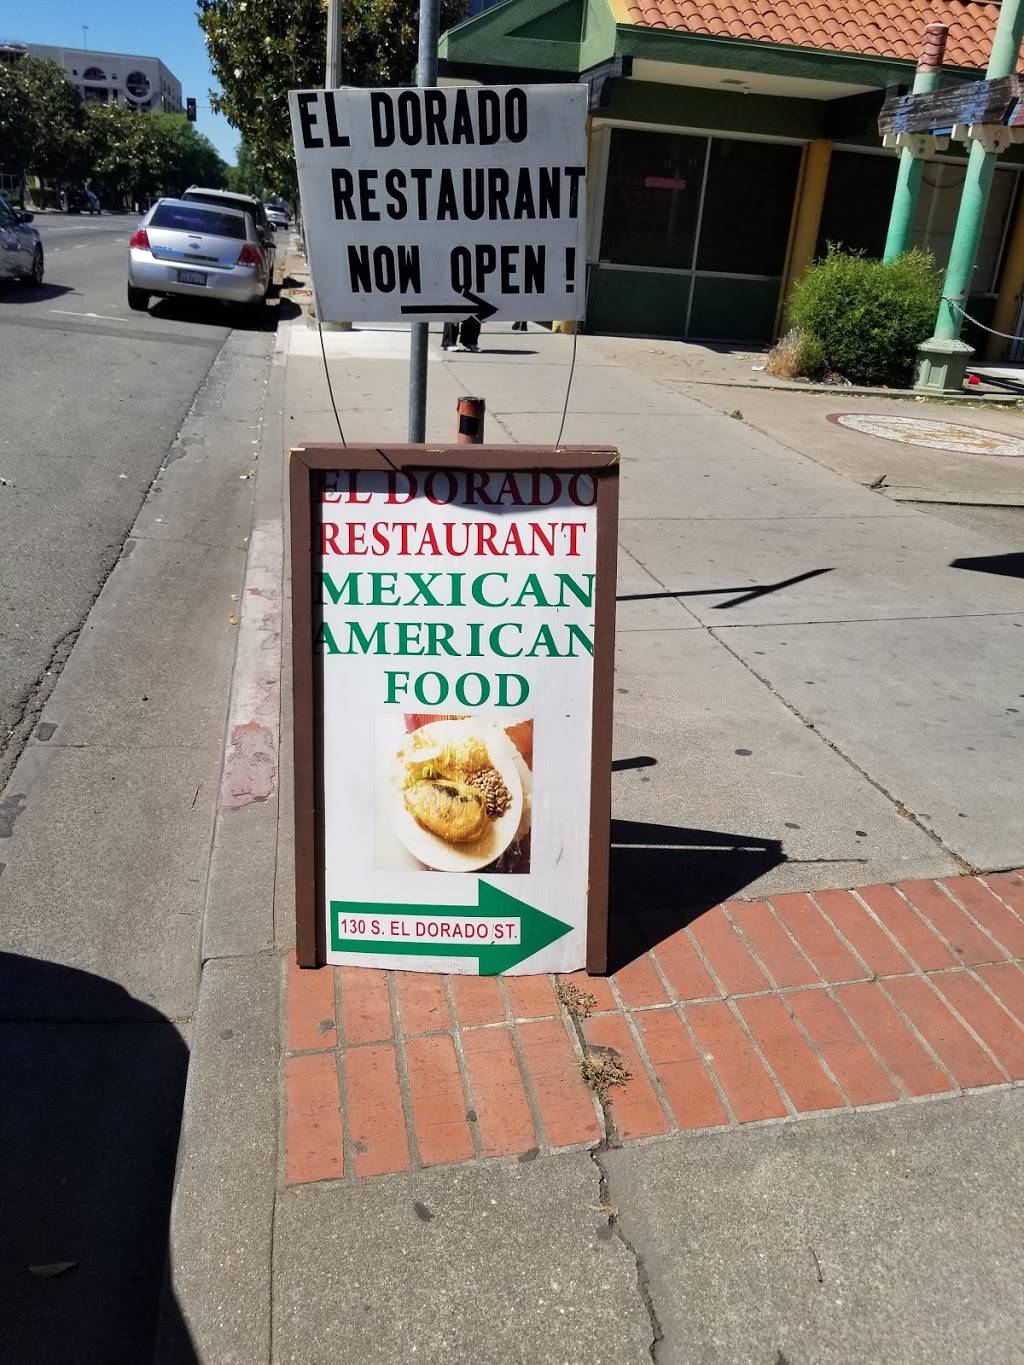 EL DORADO
RESTAURANT
NOW OPEN !
EL DORADO
RESTAURANT
MEXICAN
AMERICAN
FOOD
130 S. EL DORADO ST.